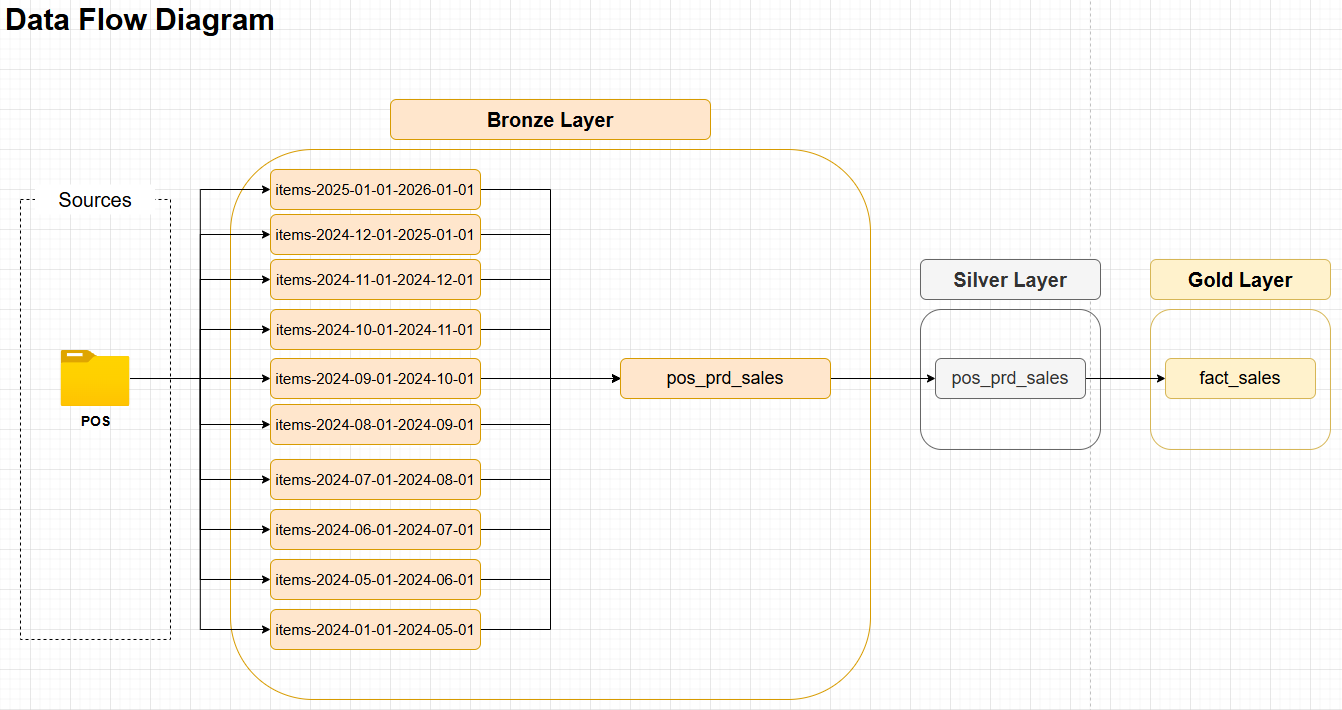 Data Flow Diagram
Bronze Layer
Sources
items-2025-01-01-2026-01-01
items-2024-12-01-2025-01-01
items-2024-11-01-2024-12-01
items-2024-10-01-2024-11-01
items-2024-09-01-2024-10-01
items-2024-08-01-2024-09-01
items-2024-07-01-2024-08-01
items-2024-06-01-2024-07-01
items-2024-05-01-2024-06-01
items-2024-01-01-2024-05-01
POS
pos_prd_sales
Silver Layer
pos_prd_sales
Gold Layer
fact_sales